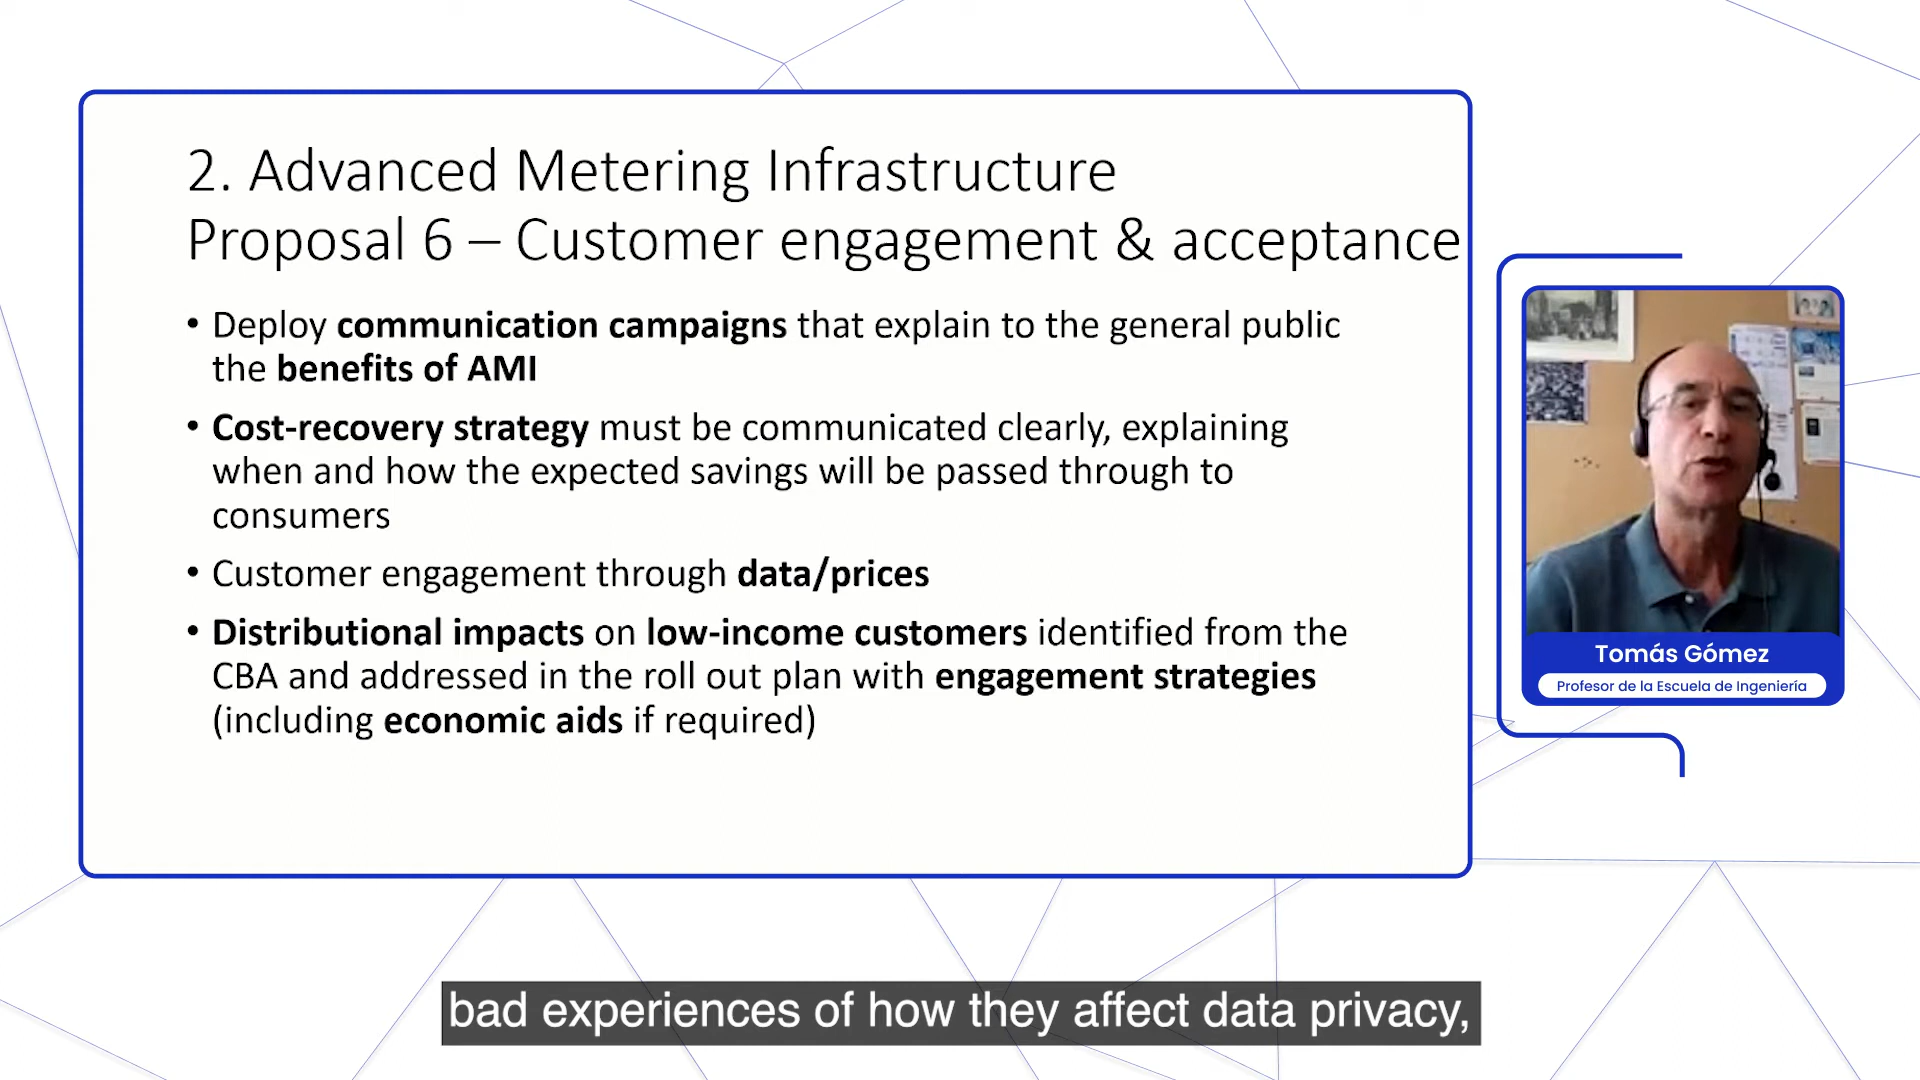 2. Advanced Metering Infrastructure
Proposal 6 – Customer engagement & acceptance
• Deploy communication campaigns that explain to the general public
the benefits of AMI
• Cost-recovery strategy must be communicated clearly, explaining
when and how the expected savings will be passed through to
consumers
• Customer engagement through data/prices
• Distributional impacts on low-income customers identified from the
CBA and addressed in the roll out plan with engagement strategies
(including economic aids if required)
Tomás Gómez
Profesor de la Escuela de Ingeniería
bad experiences of how they affect data privacy,